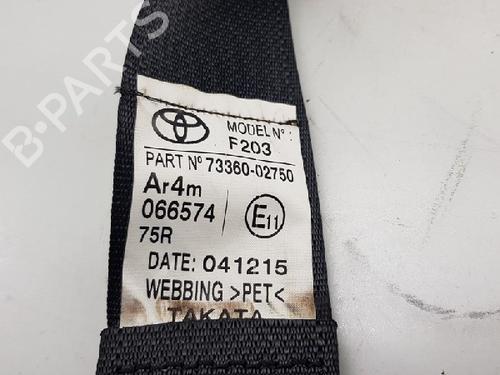 B-PARTS
MODEL Nº :
F203
PART Nº 73360-02750
Ar4m
066574
E11
75R
DATE: 041215
WEBBING >PET<
TAKATA